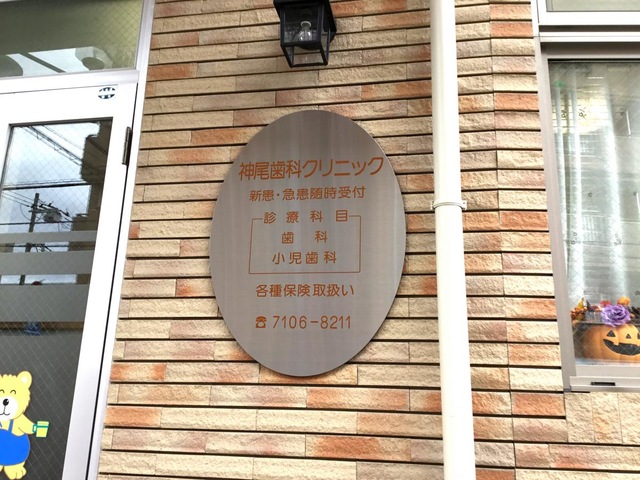 神尾歯科クリニック
新患・急患随時受付
診療科目
歯科
小児歯科
各種保険取扱い
☎7106-8211